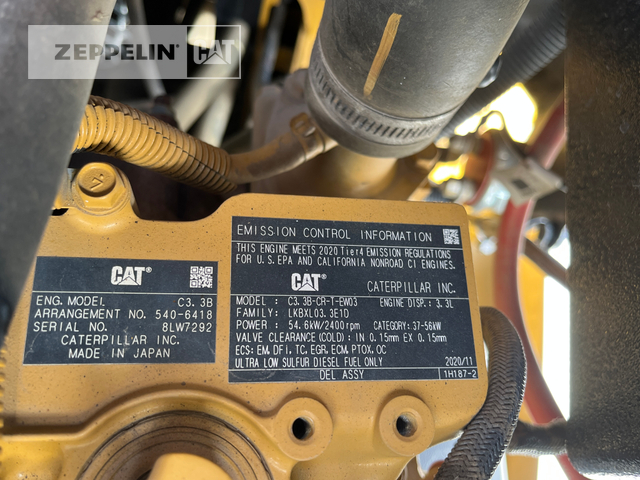 ZEPPELIN CAT
CAT
ENG. MODEL C3.3B
ARRANGEMENT NO. 540-6418
SERIAL NO. 8LW7292
CATERPILLAR INC.
MADE IN JAPAN
EMISSION CONTROL INFORMATION
THIS ENGINE MEETS 2020 Tier4 EMISSION REGULATIONS
FOR U.S. EPA AND CALIFORNIA NONROAD CI ENGINES.
CAT CATERPILLAR INC.
MODEL : C3.3B-CR-T-EW03 ENGINE DISP.: 3.3L
FAMILY: LKBXL03.3E1D
POWER : 54.6kW/2400rpm CATEGORY: 37-56kW
VALVE CLEARANCE (COLD): IN 0.15mm EX 0.15mm
ECS: EM, DFI, TC, EGR, ECM, PTOX, OC
ULTRA LOW SULFUR DIESEL FUEL ONLY 2020/11
DEL ASSY 1H187-2